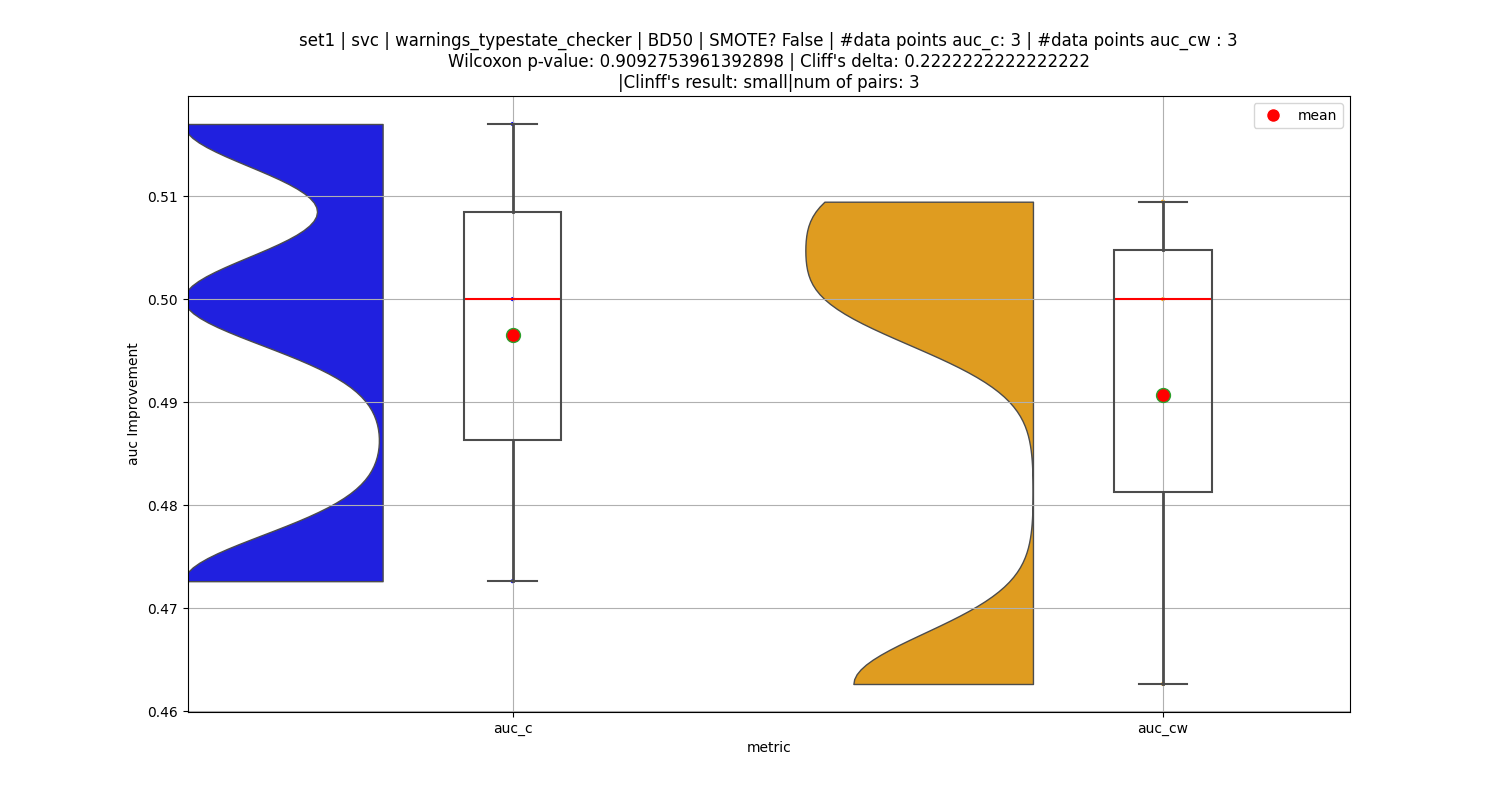 set1 | svc | warnings_typestate_checker | BD50 | SMOTE? False | #data points auc_c: 3 | #data points auc_cw : 3
Wilcoxon p-value: 0.9092753961392898 | Cliff's delta: 0.2222222222222222
|Clinff's result: small|num of pairs: 3
mean
0.51
0.50
0.49
0.48
0.47
0.46
auc Improvement
auc_c
auc_cw
metric